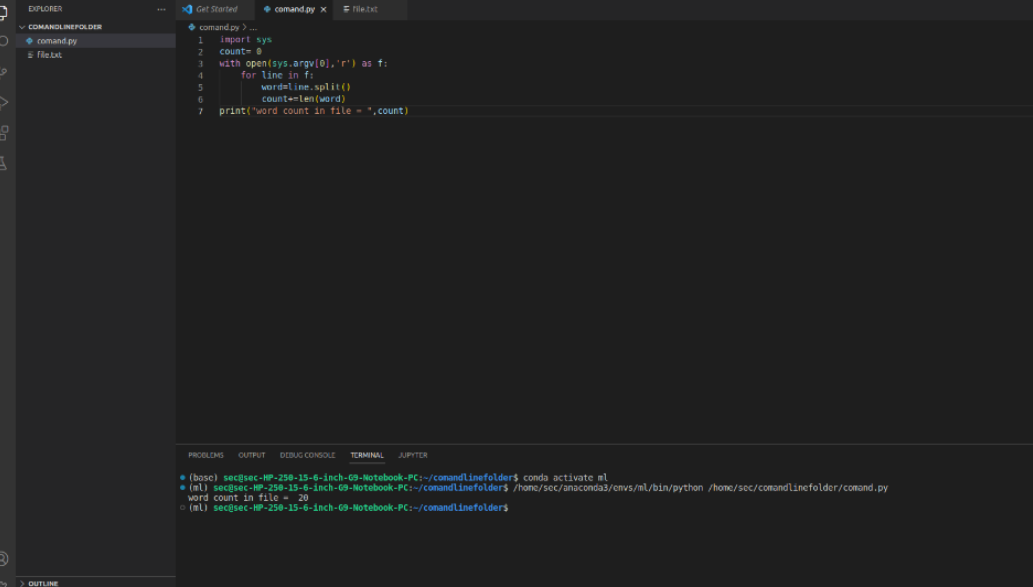 EXPLORER ...
COMANDLINEFOLDER
comand.py
file.txt
Get Started
comand.py
file.txt
comand.py > ...
1 import sys
2 count= 0
3 with open(sys.argv[0],'r') as f:
4 for line in f:
5 word=line.split()
6 count+=len(word)
7 print("word count in file = ",count)
PROBLEMS OUTPUT DEBUG CONSOLE TERMINAL JUPYTER
(base) sec@sec-HP-250-15-6-inch-G9-Notebook-PC:~/comandlinefolder$ conda activate ml
(ml) sec@sec-HP-250-15-6-inch-G9-Notebook-PC:~/comandlinefolder$ /home/sec/anaconda3/envs/ml/bin/python /home/sec/comandlinefolder/comand.py
word count in file =  20
(ml) sec@sec-HP-250-15-6-inch-G9-Notebook-PC:~/comandlinefolder$
OUTLINE